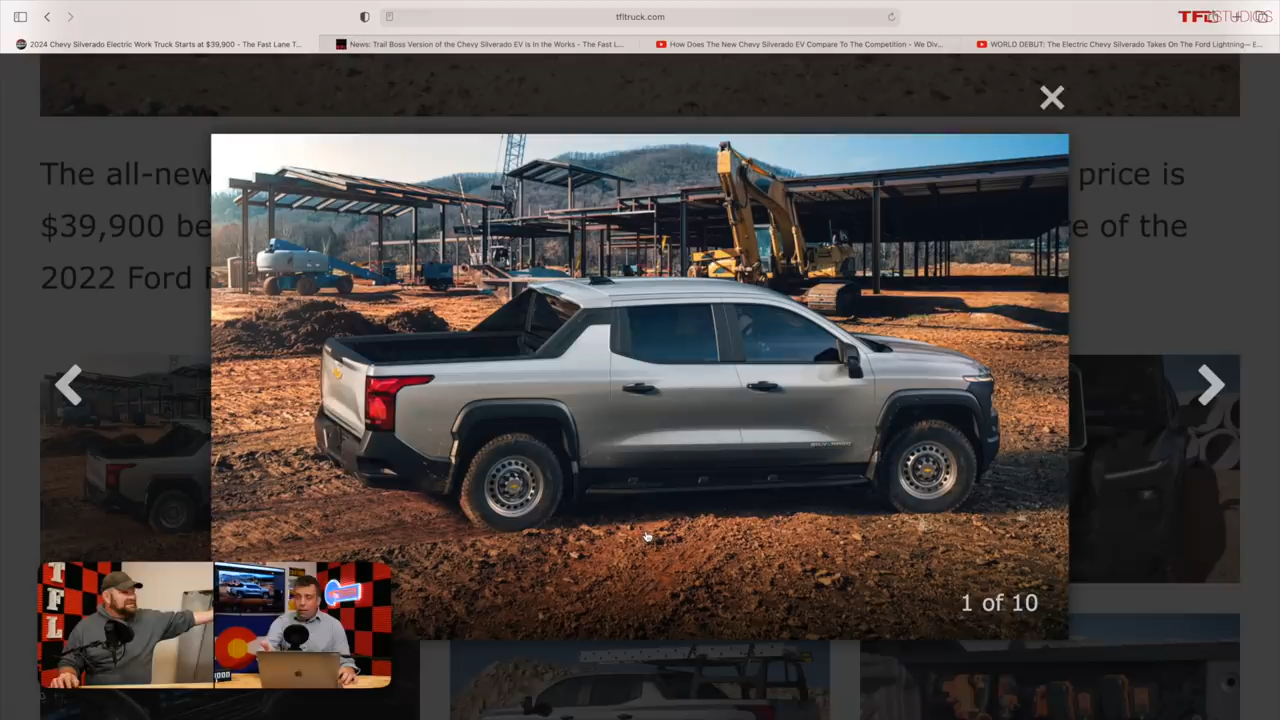 tfltruck.com
TFLSTUDIOS
2024 Chevy Silverado Electric Work Truck Starts at $39,900 - The Fast Lane T...
News: Trail Boss Version of the Chevy Silverado EV Is In the Works - The Fast L...
How Does The New Chevy Silverado EV Compare To The Competition - We Div...
WORLD DEBUT: The Electric Chevy Silverado Takes On The Ford Lightning— E...
The all-new
price is
$39,900 be
e of the
2022 Ford
1 of 10
TFL